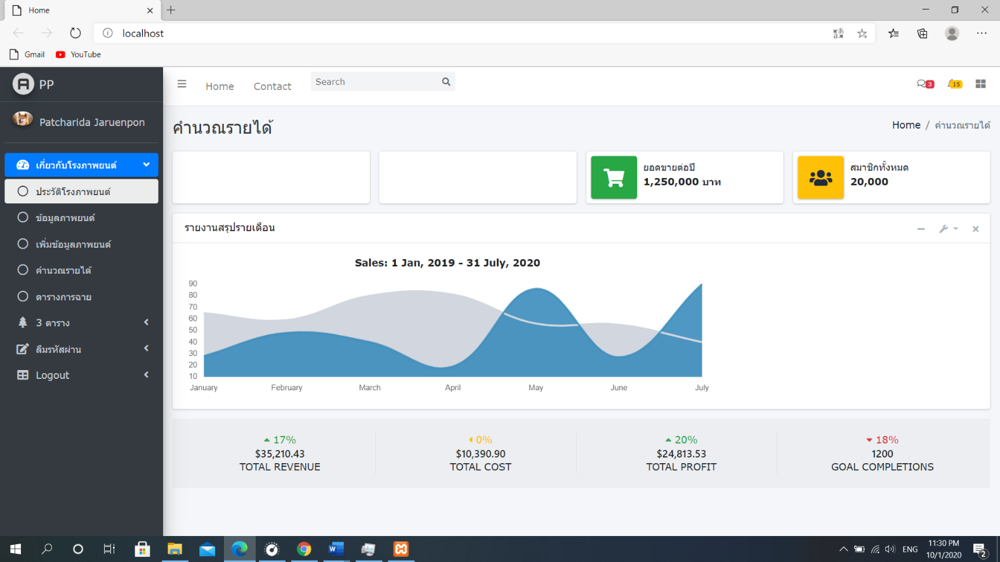 Home
localhost
Gmail
YouTube
PP
Home
Contact
Search
3
15
Patcharida Jaruenpon
คำนวณรายได้
Home / คำนวณรายได้
เกี่ยวกับโรงภาพยนต์
ประวัติโรงภาพยนต์
ข้อมูลภาพยนต์
เพิ่มข้อมูลภาพยนต์
คำนวณรายได้
ตารางการฉาย
3 ตาราง
ลืมรหัสผ่าน
Logout
ยอดขายต่อปี
1,250,000 บาท
สมาชิกทั้งหมด
20,000
รายงานสรุปรายเดือน
Sales: 1 Jan, 2019 - 31 July, 2020
90
80
70
60
50
40
30
20
10
January February March April May June July
17%
$35,210.43
TOTAL REVENUE
0%
$10,390.90
TOTAL COST
20%
$24,813.53
TOTAL PROFIT
18%
1200
GOAL COMPLETIONS
ENG
11:30 PM
10/1/2020
2